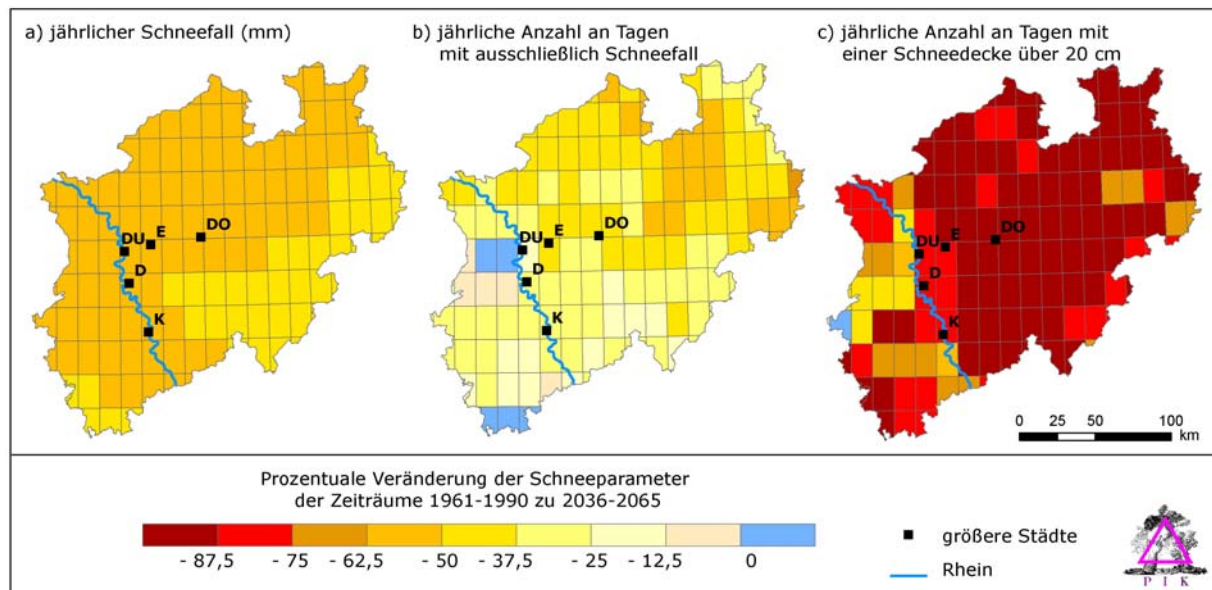 a) jährlicher Schneefall (mm)
b) jährliche Anzahl an Tagen
mit ausschließlich Schneefall
c) jährliche Anzahl an Tagen mit
einer Schneedecke über 20 cm
DU
E
DO
D
K
DU
E
DO
D
K
DU
E
DO
D
K
0 25 50 100
km
Prozentuale Veränderung der Schneeparameter
der Zeiträume 1961-1990 zu 2036-2065
- 87,5 - 75 - 62,5 - 50 - 37,5 - 25 - 12,5 0
größere Städte
Rhein
P I K